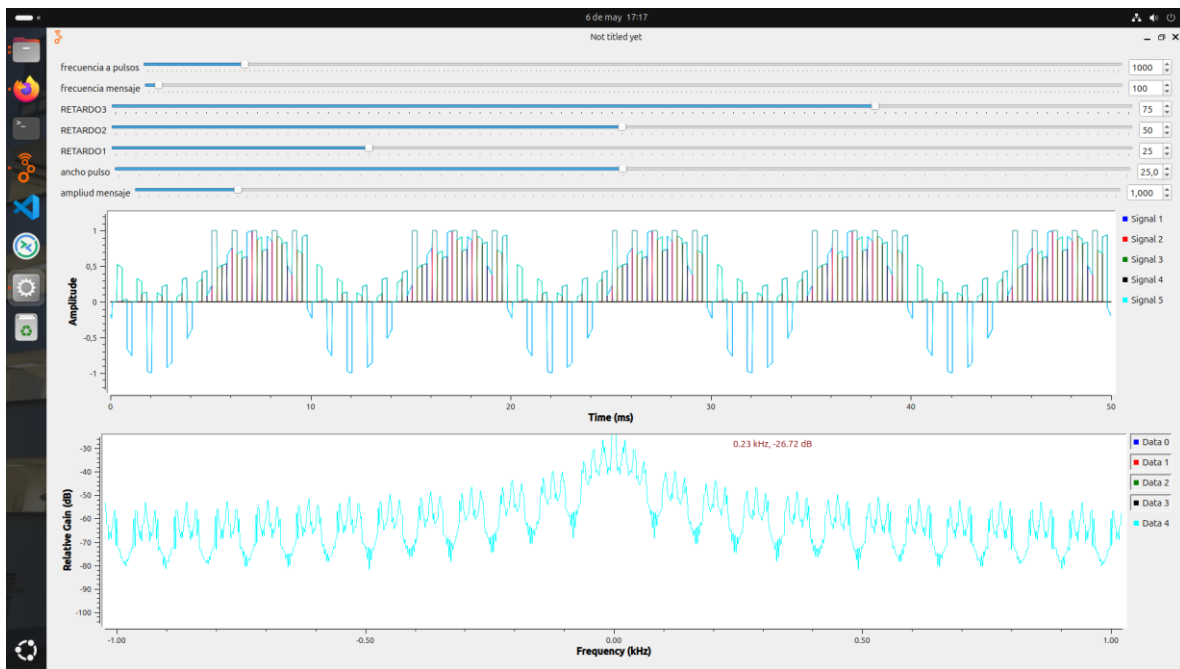 6 de may 17:17
Not titled yet
frecuencia a pulsos 1000
frecuencia mensaje 100
RETARDO3 75
RETARDO2 50
RETARDO1 25
ancho pulso 25,0
ampliud mensaje 1,000
Amplitude
1
0,5
0
-0,5
-1
0 10 20 30 40 50
Time (ms)
Signal 1
Signal 2
Signal 3
Signal 4
Signal 5
0.23 kHz, -26.72 dB
Relative Gain (dB)
-30
-40
-50
-60
-70
-80
-90
-100
-1.00 -0.50 0.00 0.50 1.00
Frequency (kHz)
Data 0
Data 1
Data 2
Data 3
Data 4